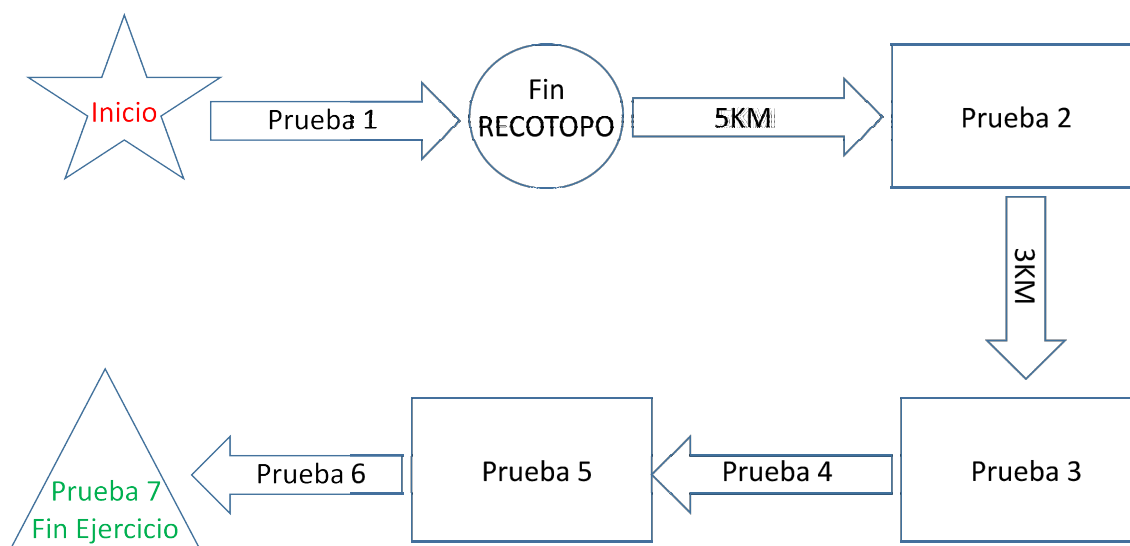 Inicio
Prueba 1
Fin
RECOTOPO
5KM
Prueba 2
3KM
Prueba 3
Prueba 4
Prueba 5
Prueba 6
Prueba 7
Fin Ejercicio